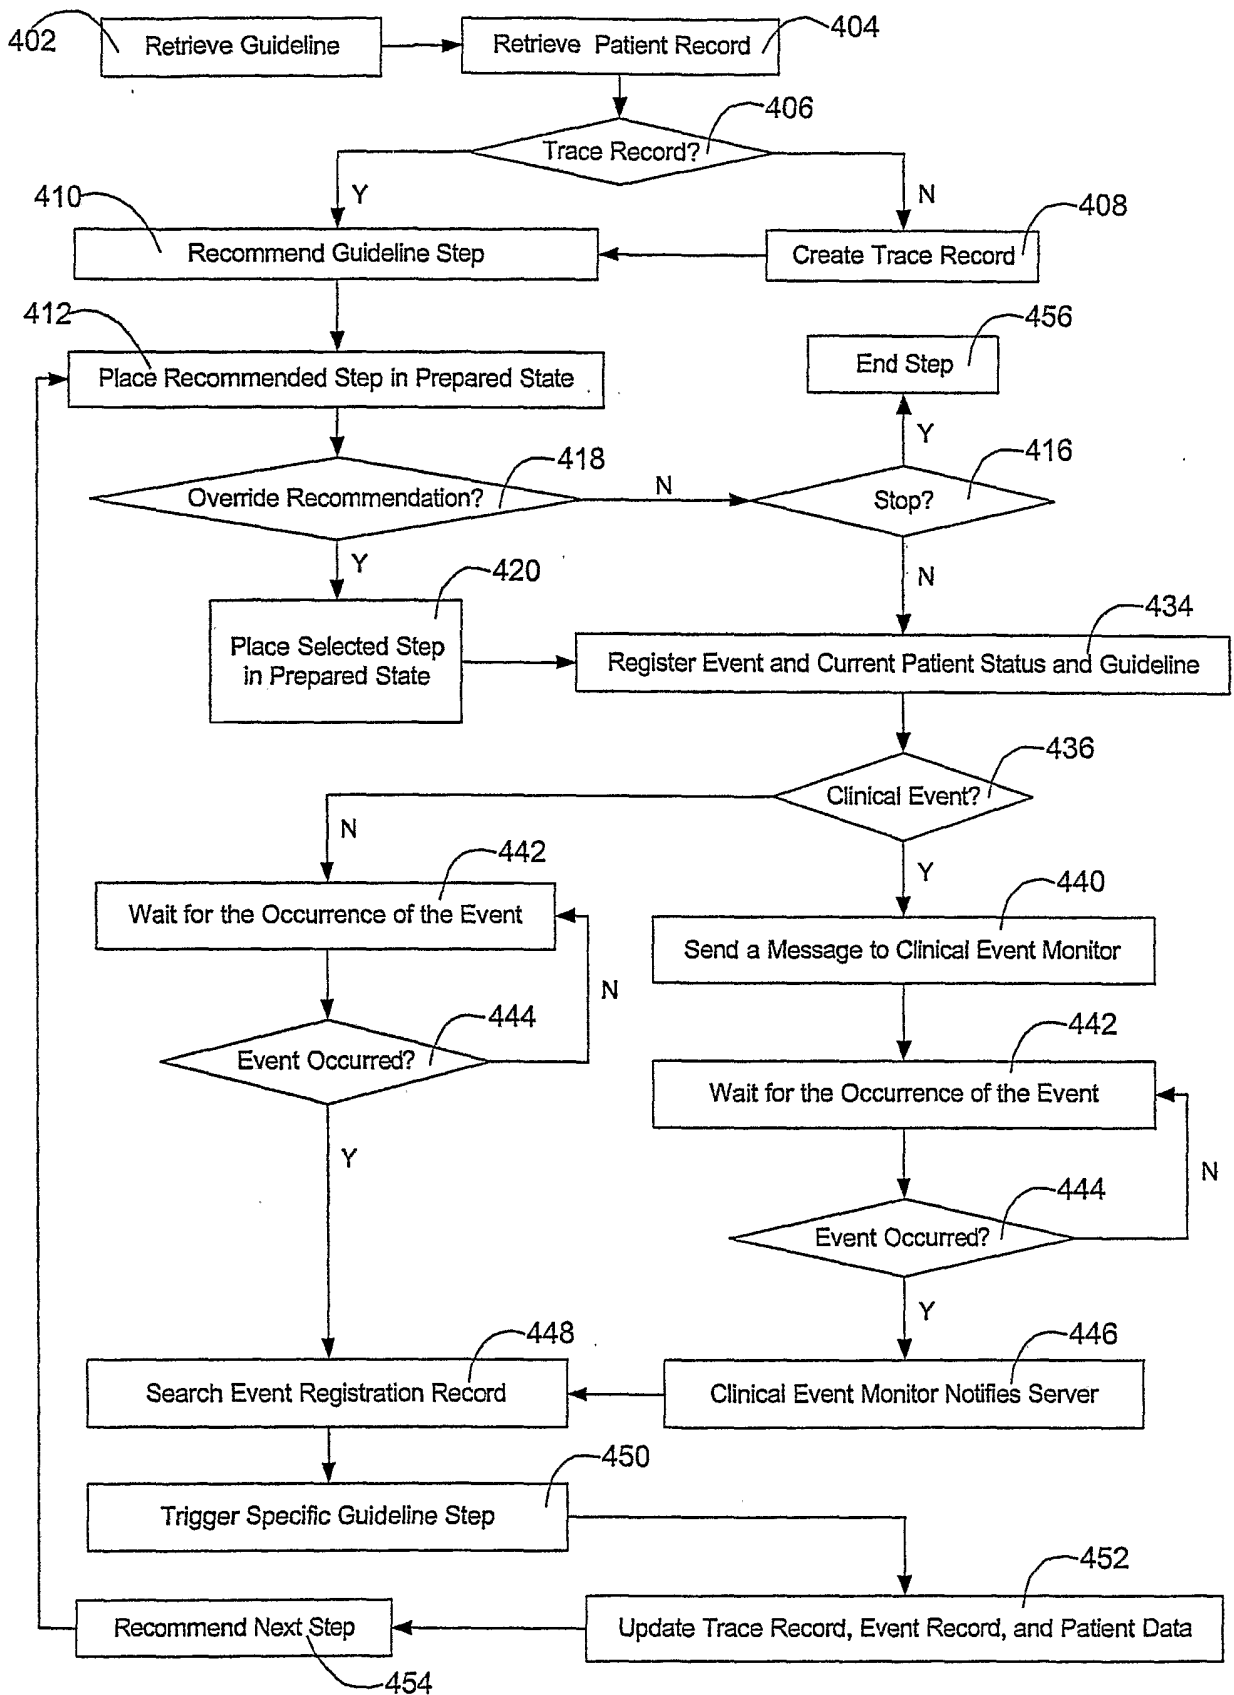 402
Retrieve Guideline
Retrieve Patient Record
404
406
Trace Record?
Y
N
410
Recommend Guideline Step
408
Create Trace Record
412
Place Recommended Step in Prepared State
456
End Step
Y
418
Override Recommendation?
N
416
Stop?
Y
N
420
Place Selected Step
in Prepared State
434
Register Event and Current Patient Status and Guideline
436
Clinical Event?
N
Y
442
Wait for the Occurrence of the Event
440
Send a Message to Clinical Event Monitor
N
444
Event Occurred?
442
Wait for the Occurrence of the Event
Y
N
444
Event Occurred?
Y
448
Search Event Registration Record
446
Clinical Event Monitor Notifies Server
450
Trigger Specific Guideline Step
452
Update Trace Record, Event Record, and Patient Data
Recommend Next Step
454